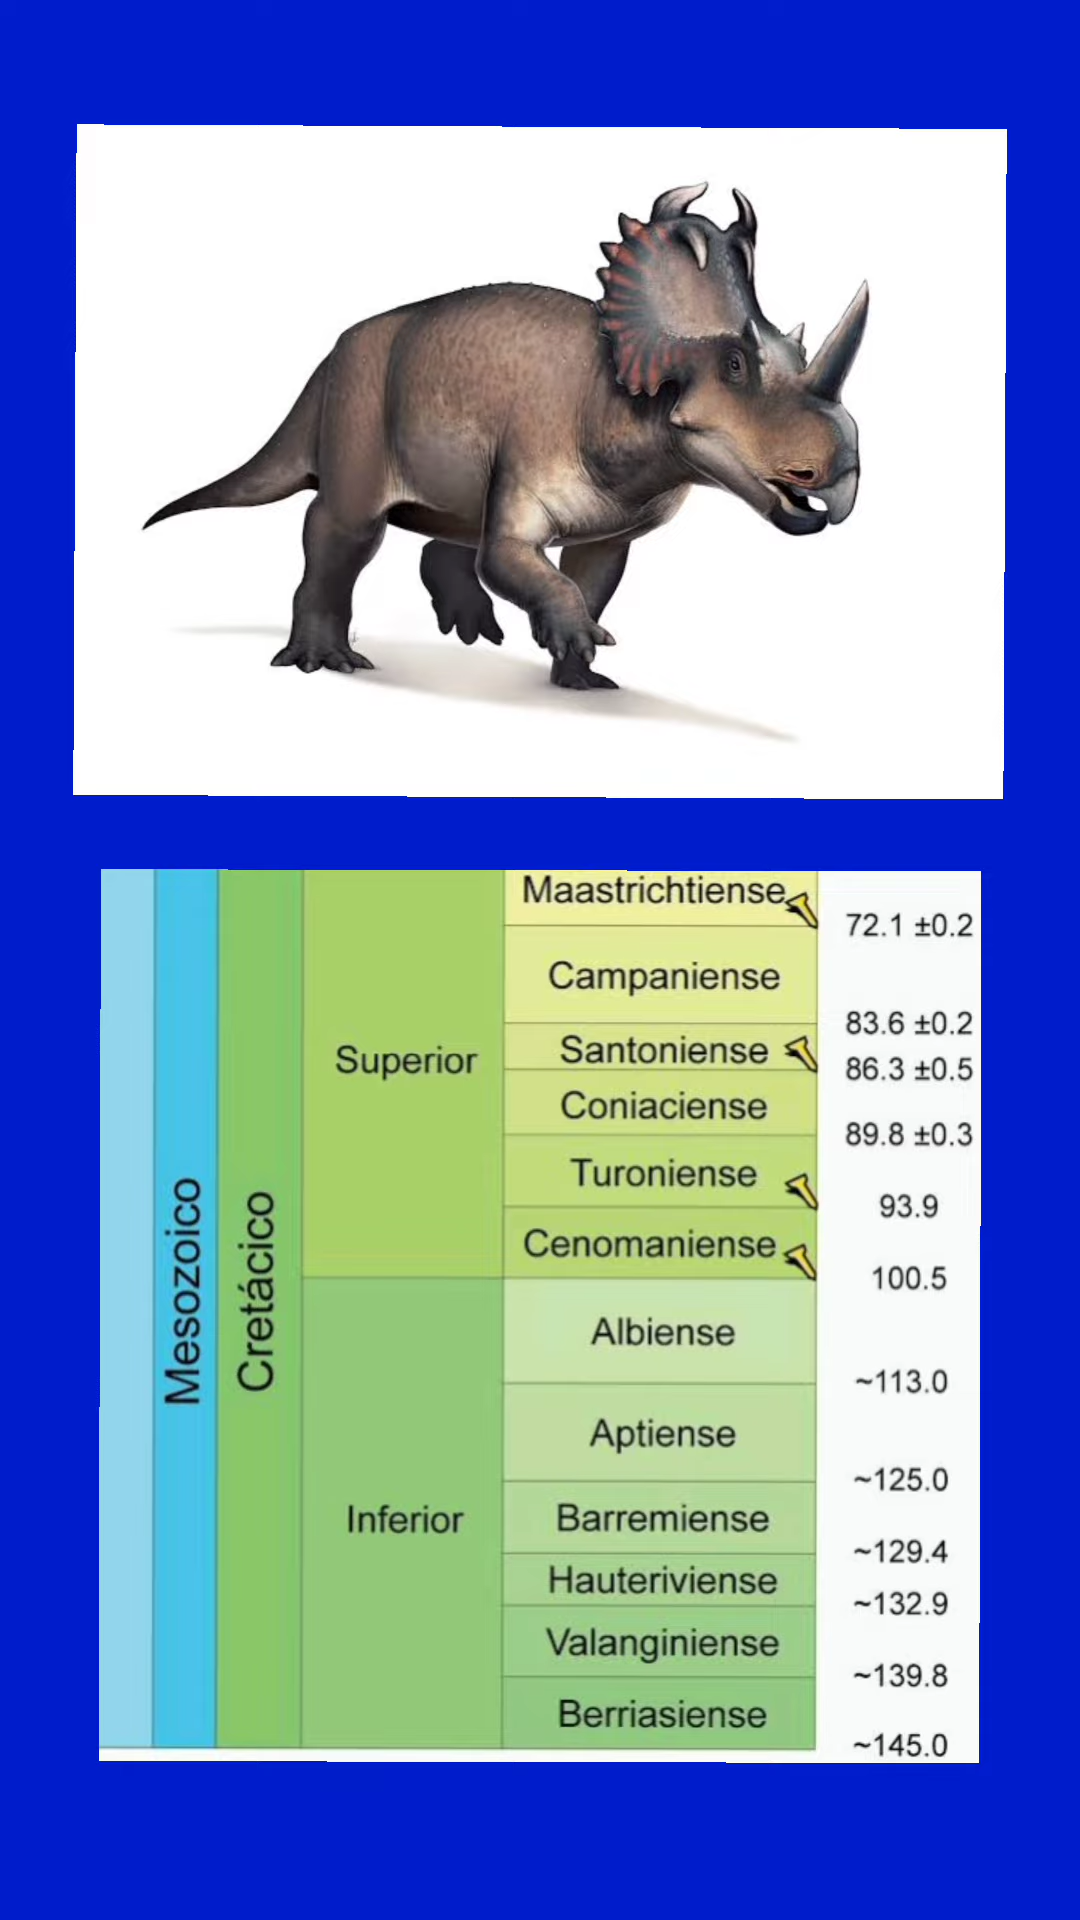 Maastrichtiense
72.1 ±0.2
Campaniense
83.6 ±0.2
Santoniense
86.3 ±0.5
Superior
Coniaciense
89.8 ±0.3
Turoniense
93.9
Cenomaniense
100.5
Mesozoico
Cretácico
Albiense
~113.0
Aptiense
~125.0
Inferior
Barremiense
~129.4
Hauteriviense
~132.9
Valanginiense
~139.8
Berriasiense
~145.0